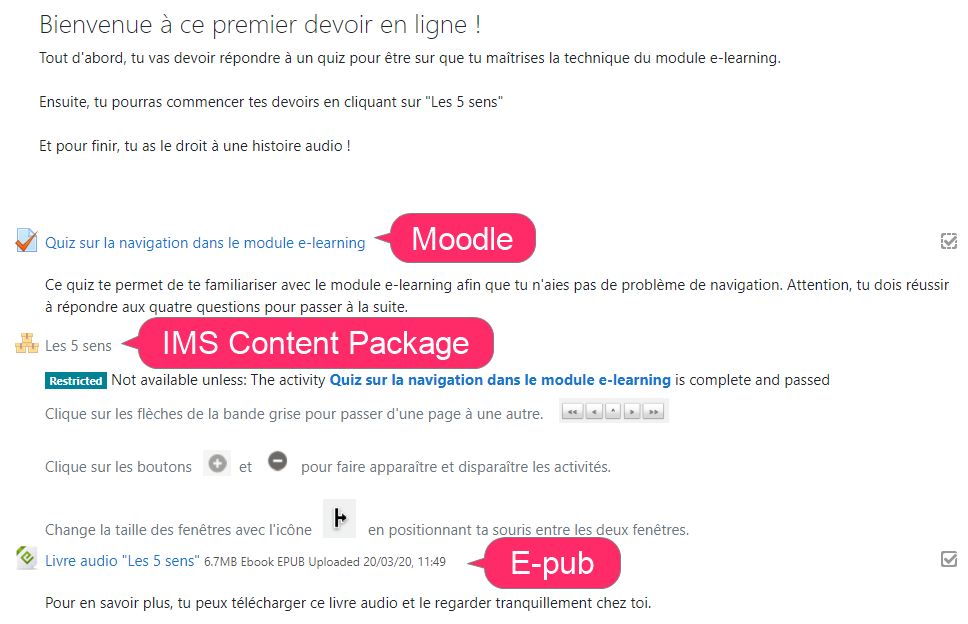 Bienvenue à ce premier devoir en ligne !
Tout d'abord, tu vas devoir répondre à un quiz pour être sur que tu maîtrises la technique du module e-learning.
Ensuite, tu pourras commencer tes devoirs en cliquant sur "Les 5 sens"
Et pour finir, tu as le droit à une histoire audio !
Quiz sur la navigation dans le module e-learning Moodle
Ce quiz te permet de te familiariser avec le module e-learning afin que tu n'aies pas de problème de navigation. Attention, tu dois réussir
à répondre aux quatre questions pour passer à la suite.
Les 5 sens IMS Content Package
Restricted Not available unless: The activity Quiz sur la navigation dans le module e-learning is complete and passed
Clique sur les flèches de la bande grise pour passer d'une page à une autre.
Clique sur les boutons et pour faire apparaître et disparaître les activités.
Change la taille des fenêtres avec l'icône en positionnant ta souris entre les deux fenêtres.
Livre audio "Les 5 sens" 6.7MB Ebook EPUB Uploaded 20/03/20, 11:49 E-pub
Pour en savoir plus, tu peux télécharger ce livre audio et le regarder tranquillement chez toi.